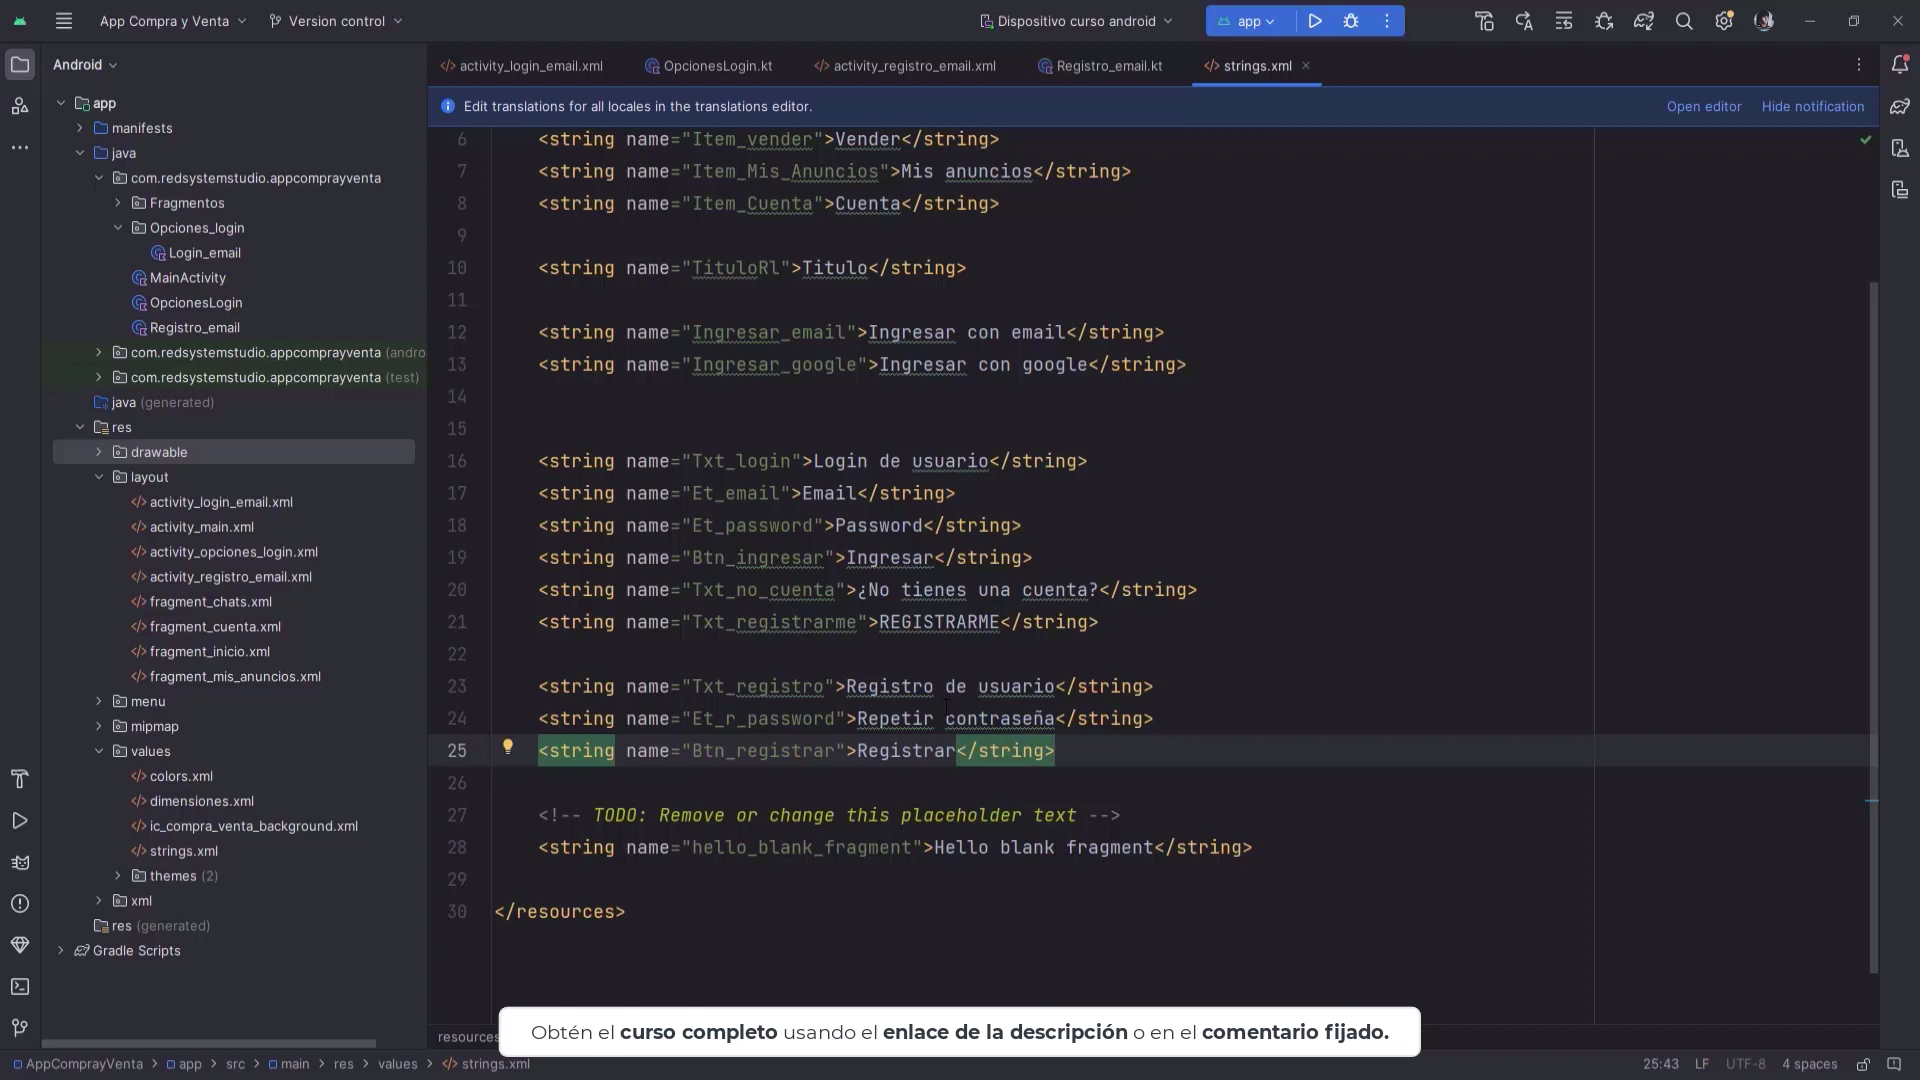 App Compra y Venta
Version control
Dispositivo curso android
app
Android
activity_login_email.xml
OpcionesLogin.kt
activity_registro_email.xml
Registro_email.kt
strings.xml
Edit translations for all locales in the translations editor.
Open editor
Hide notification
app
manifests
java
com.redsystemstudio.appcomprayventa
Fragmentos
Opciones_login
Login_email
MainActivity
OpcionesLogin
Registro_email
com.redsystemstudio.appcomprayventa (andro
com.redsystemstudio.appcomprayventa (test)
java (generated)
res
drawable
layout
activity_login_email.xml
activity_main.xml
activity_opciones_login.xml
activity_registro_email.xml
fragment_chats.xml
fragment_cuenta.xml
fragment_inicio.xml
fragment_mis_anuncios.xml
menu
mipmap
values
colors.xml
dimensiones.xml
ic_compra_venta_background.xml
strings.xml
themes (2)
xml
res (generated)
Gradle Scripts
6 <string name="Item_vender">Vender</string>
7 <string name="Item_Mis_Anuncios">Mis anuncios</string>
8 <string name="Item_Cuenta">Cuenta</string>
9
10 <string name="TituloRl">Titulo</string>
11
12 <string name="Ingresar_email">Ingresar con email</string>
13 <string name="Ingresar_google">Ingresar con google</string>
14
15
16 <string name="Txt_login">Login de usuario</string>
17 <string name="Et_email">Email</string>
18 <string name="Et_password">Password</string>
19 <string name="Btn_ingresar">Ingresar</string>
20 <string name="Txt_no_cuenta">¿No tienes una cuenta?</string>
21 <string name="Txt_registrarme">REGISTRARME</string>
22
23 <string name="Txt_registro">Registro de usuario</string>
24 <string name="Et_r_password">Repetir contraseña</string>
25 <string name="Btn_registrar">Registrar</string>
26
27 <!-- TODO: Remove or change this placeholder text -->
28 <string name="hello_blank_fragment">Hello blank fragment</string>
29
30 </resources>
resources
Obtén el curso completo usando el enlace de la descripción o en el comentario fijado.
AppComprayVenta > app > src > main > res > values > strings.xml
25:43 LF UTF-8 4 spaces